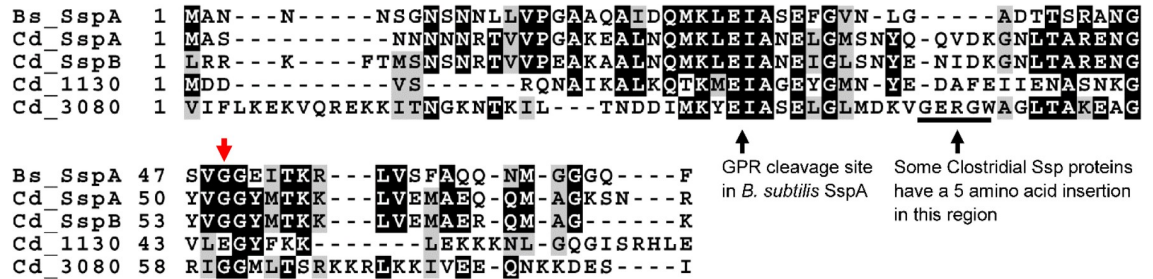 Bs_SspA 1 MAN---N-----NSGNSNNLLVPGAAQAIDQMKLEIASEFGVN-LG-----ADTTSRANG
Cd_SspA 1 MAS----------NNNNNRTVVPGAKEALNQMKLEIANELGMSNYQ-QVDKGNLTARENG
Cd_SspB 1 LRR---K----FTMSNSNRTVVPEAKAALNQMKLEIANEIGLSNYE-NIDKGNLTARENG
Cd_1130 1 MDD----------VS------RQNAIKALKQTKMEIAGEYGMN-YE-DAFEIIENASNKG
Cd_3080 1 VIFLKEKVQREKKITNGKNTKIL---TNDDIMKYEIASELGLMDKVGERGWAGLTAKEAG
Bs_SspA 47 SVGGEITKR---LVSFAQQ-NM-GGGQ----F
Cd_SspA 50 YVGGYMTKK---LVEMAEQ-QM-AGKSN---R
Cd_SspB 53 YVGGYMTKK---LVEMAER-QM-AG------K
Cd_1130 43 VLEGYFKK-------LEKKKNL-GQGISRHLE
Cd_3080 58 RIGGMLTSRKKRLKKIVEE-QNKKDES----I
GPR cleavage site
in B. subtilis SspA
Some Clostridial Ssp proteins
have a 5 amino acid insertion
in this region